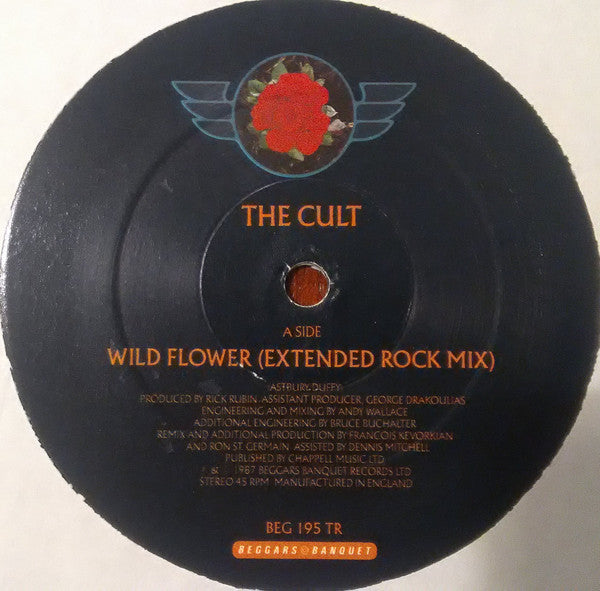 THE CULT
A SIDE
WILD FLOWER (EXTENDED ROCK MIX)
ASTBURY-DUFFY
PRODUCED BY RICK RUBIN. ASSISTANT PRODUCER, GEORGE DRAKOULIAS
ENGINEERING AND MIXING BY ANDY WALLACE
ADDITIONAL ENGINEERING BY BRUCE BUCHALTER
REMIX AND ADDITIONAL PRODUCTION BY FRANCOIS KEVORKIAN
AND RON ST. GERMAIN. ASSISTED BY DENNIS MITCHELL
PUBLISHED BY CHAPPELL MUSIC LTD
& 1987 BEGGARS BANQUET RECORDS LTD
STEREO 45 RPM MANUFACTURED IN ENGLAND
BEG 195 TR
BEGGARS BANQUET